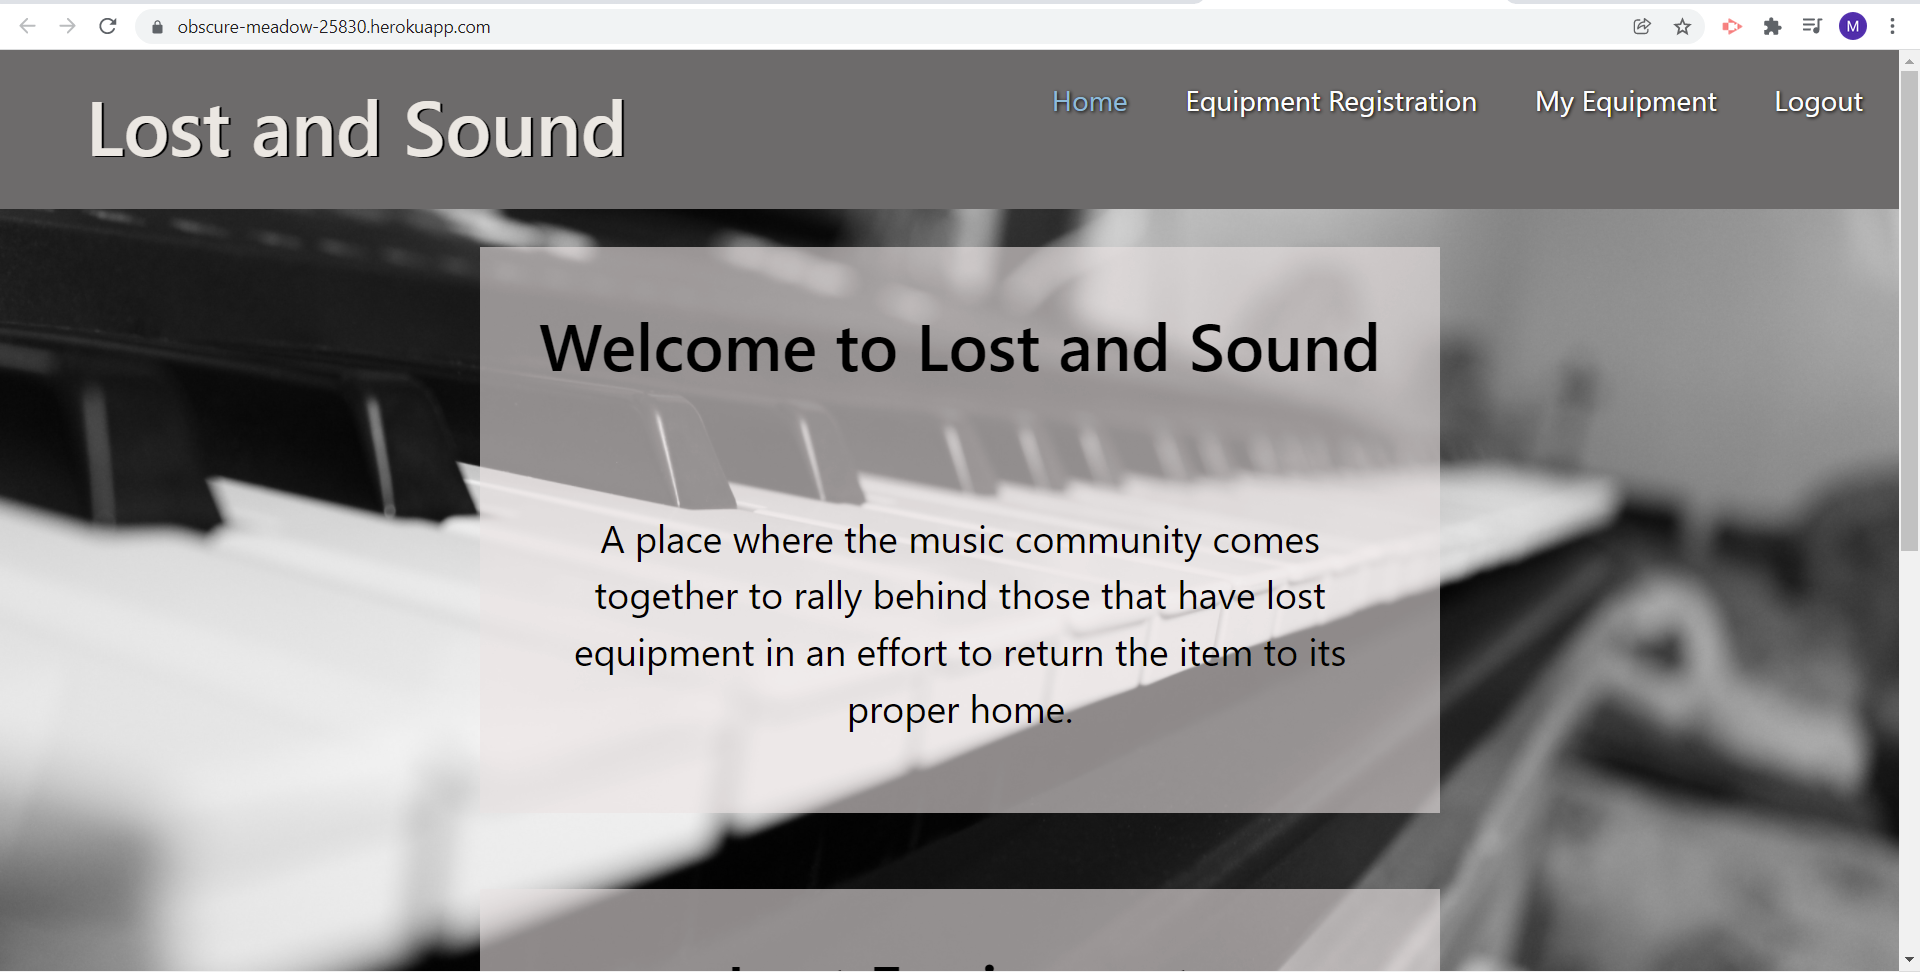 obscure-meadow-25830.herokuapp.com
M
Lost and Sound
Home Equipment Registration My Equipment Logout
Welcome to Lost and Sound
A place where the music community comes
together to rally behind those that have lost
equipment in an effort to return the item to its
proper home.